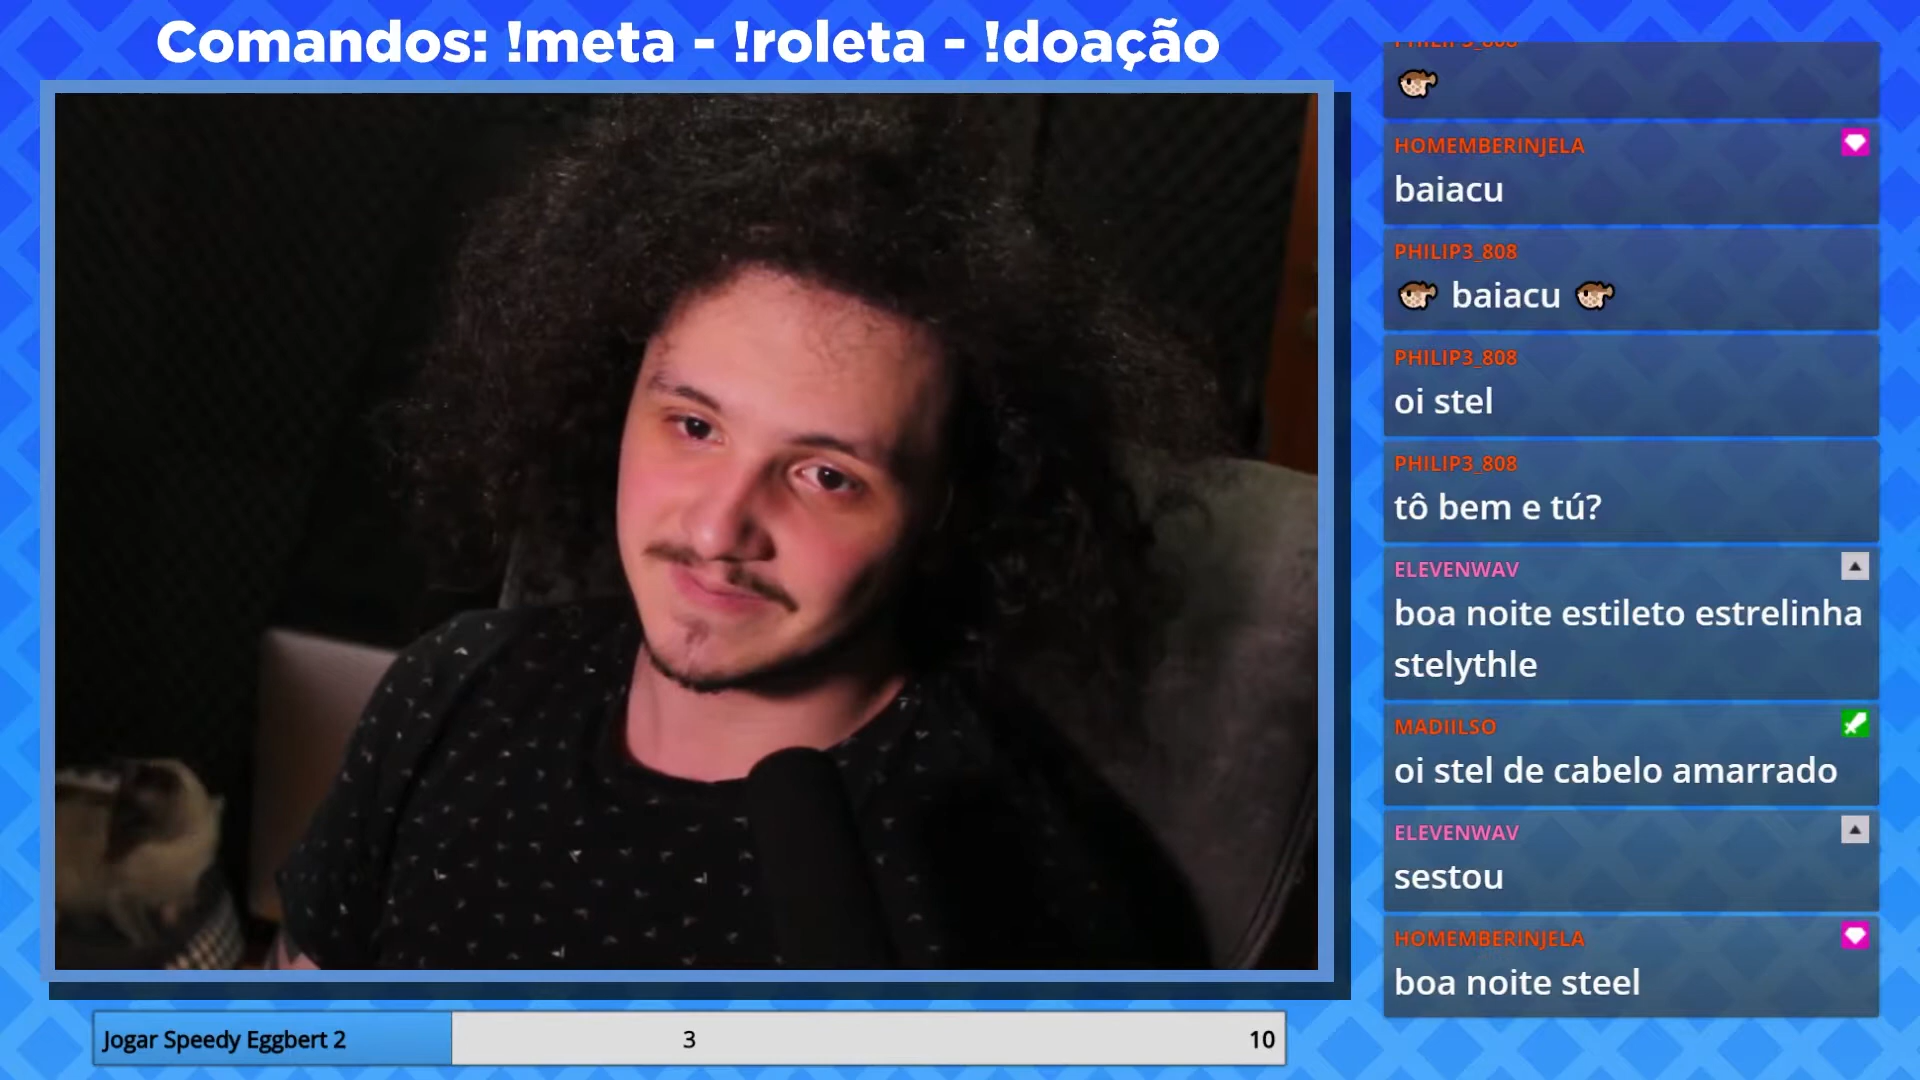 Comandos: !meta - !roleta - !doação
PHILIP3_808
HOMEMBERINJELA
baiacu
PHILIP3_808
baiacu
PHILIP3_808
oi stel
PHILIP3_808
tô bem e tú?
ELEVENWAV
boa noite estileto estrelinha
stelythle
MADIILSO
oi stel de cabelo amarrado
ELEVENWAV
sestou
HOMEMBERINJELA
boa noite steel
Jogar Speedy Eggbert 2 3 10